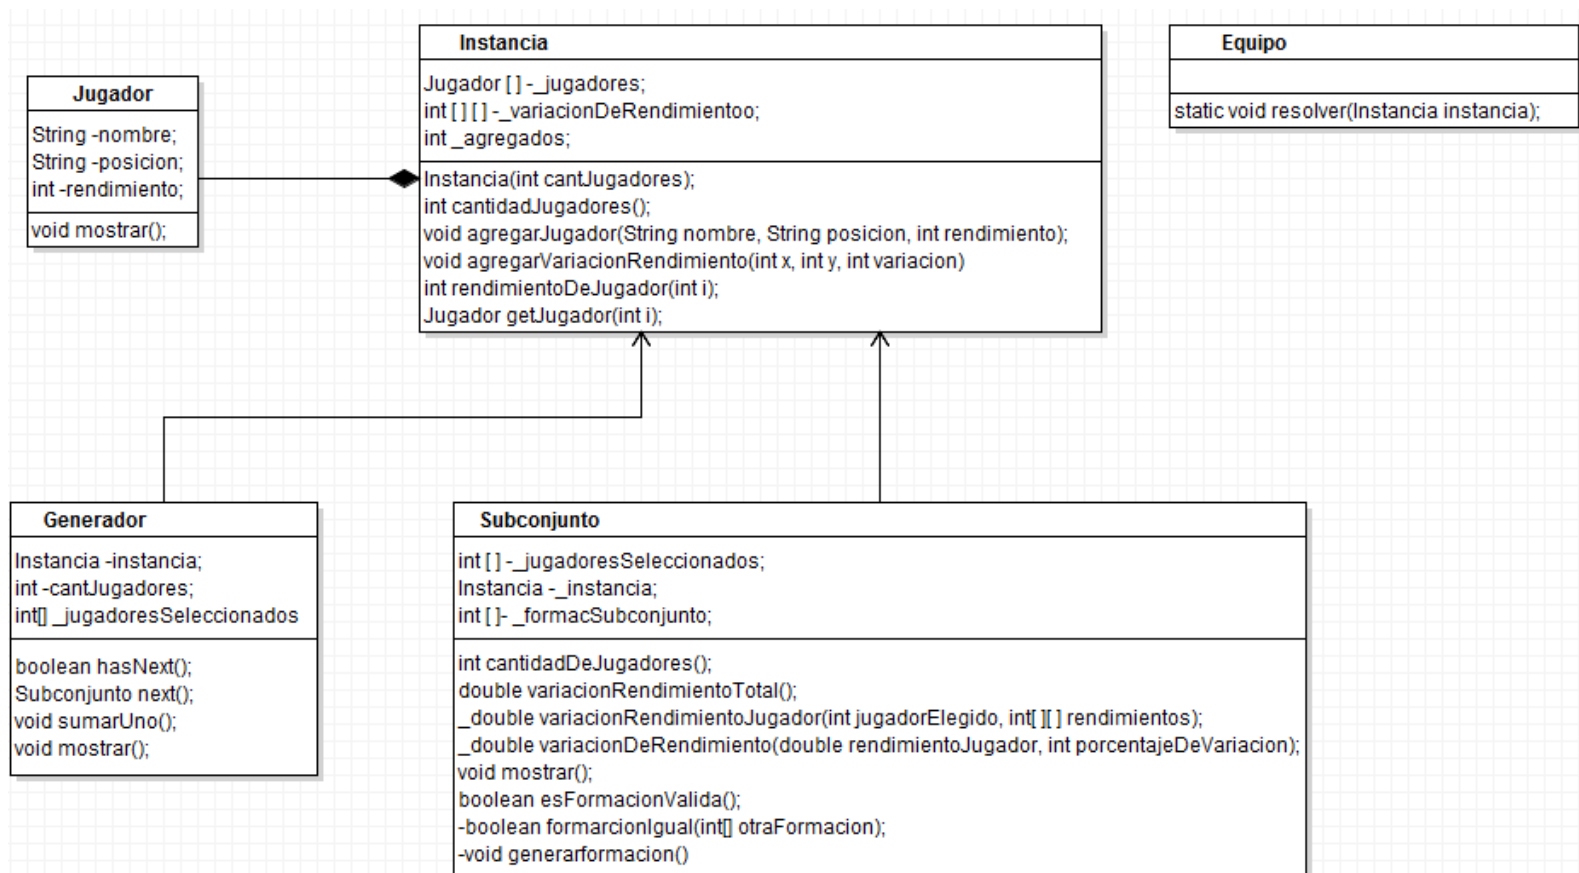 Jugador
String -nombre;
String -posicion;
int -rendimiento;
void mostrar();
Instancia
Jugador [ ] -_jugadores;
int [ ] [ ] -_variacionDeRendimientoo;
int _agregados;
Instancia(int cantJugadores);
int cantidadJugadores();
void agregarJugador(String nombre, String posicion, int rendimiento);
void agregarVariacionRendimiento(int x, int y, int variacion)
int rendimientoDeJugador(int i);
Jugador getJugador(int i);
Equipo
static void resolver(Instancia instancia);
Generador
Instancia -instancia;
int -cantJugadores;
int[] _jugadoresSeleccionados
boolean hasNext();
Subconjunto next();
void sumarUno();
void mostrar();
Subconjunto
int [ ] -_jugadoresSeleccionados;
Instancia -_instancia;
int [ ]- _formacSubconjunto;
int cantidadDeJugadores();
double variacionRendimientoTotal();
_double variacionRendimientoJugador(int jugadorElegido, int[ ][ ] rendimientos);
_double variacionDeRendimiento(double rendimientoJugador, int porcentajeDeVariacion);
void mostrar();
boolean esFormacionValida();
-boolean formarcionIgual(int[] otraFormacion);
-void generarformacion()